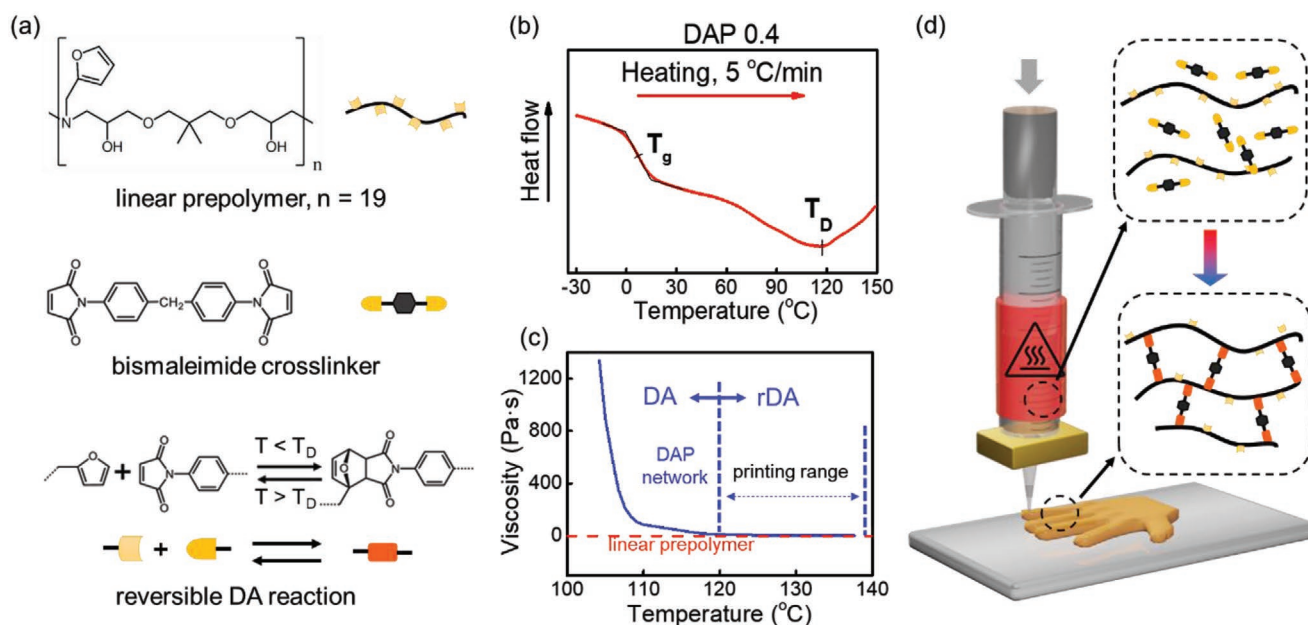 (a)
N
OH
O
O
OH
O
n
linear prepolymer, n = 19
O
N
O
CH₂
O
N
O
bismaleimide crosslinker
O
+
O
N
O
T < T_D
T > T_D
O
O
N
O
+
reversible DA reaction
(b)
DAP 0.4
Heating, 5 °C/min
T_g
T_D
Heat flow
-30 0 30 60 90 120 150
Temperature (°C)
(c)
Viscosity (Pa·s)
1200
800
400
0
DA
rDA
DAP
network
printing range
linear prepolymer
100 110 120 130 140
Temperature (°C)
(d)